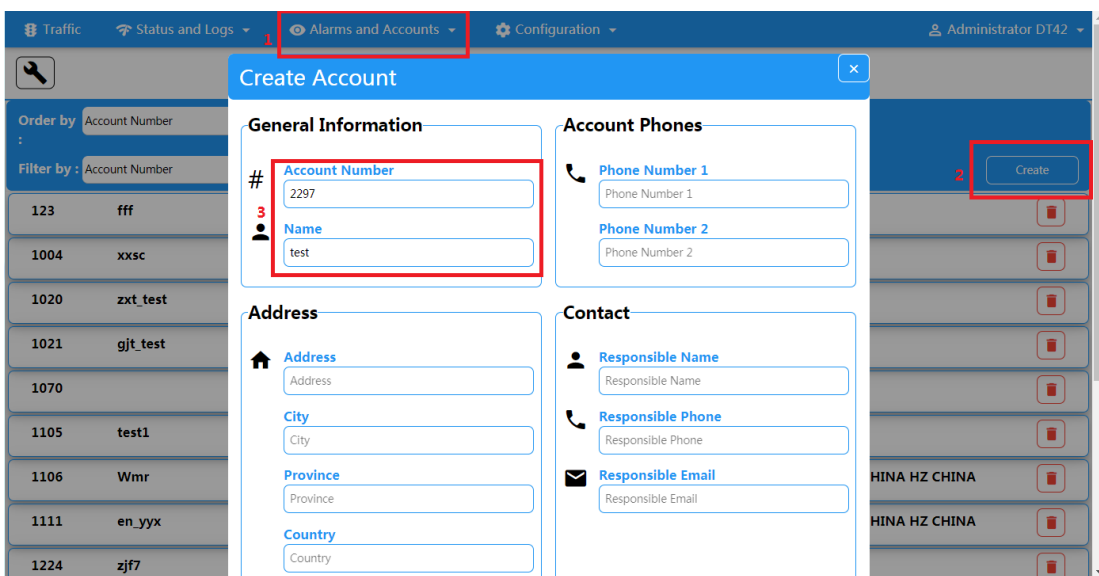 Traffic Status and Logs 1 Alarms and Accounts Configuration Administrator DT42
Create Account ×
Order by : Account Number
Filter by : Account Number
2 Create
General Information
# Account Number
2297
3
Name
test
Account Phones
Phone Number 1
Phone Number 1
Phone Number 2
Phone Number 2
Address
Address
Address
City
City
Province
Province
Country
Country
Contact
Responsible Name
Responsible Name
Responsible Phone
Responsible Phone
Responsible Email
Responsible Email
123 fff
1004 xxsc
1020 zxt_test
1021 gjt_test
1070
1105 test1
1106 Wmr HINA HZ CHINA
1111 en_yyx HINA HZ CHINA
1224 zjf7